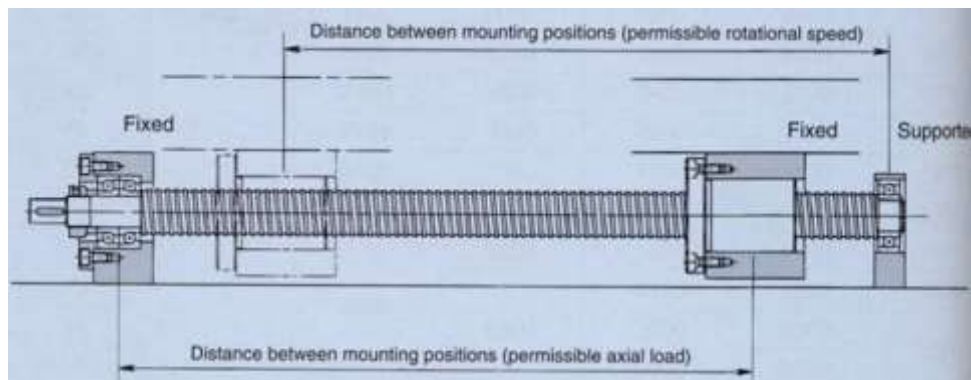 Distance between mounting positions (permissible rotational speed)
Fixed
Fixed
Supporte
Distance between mounting positions (permissible axial load)